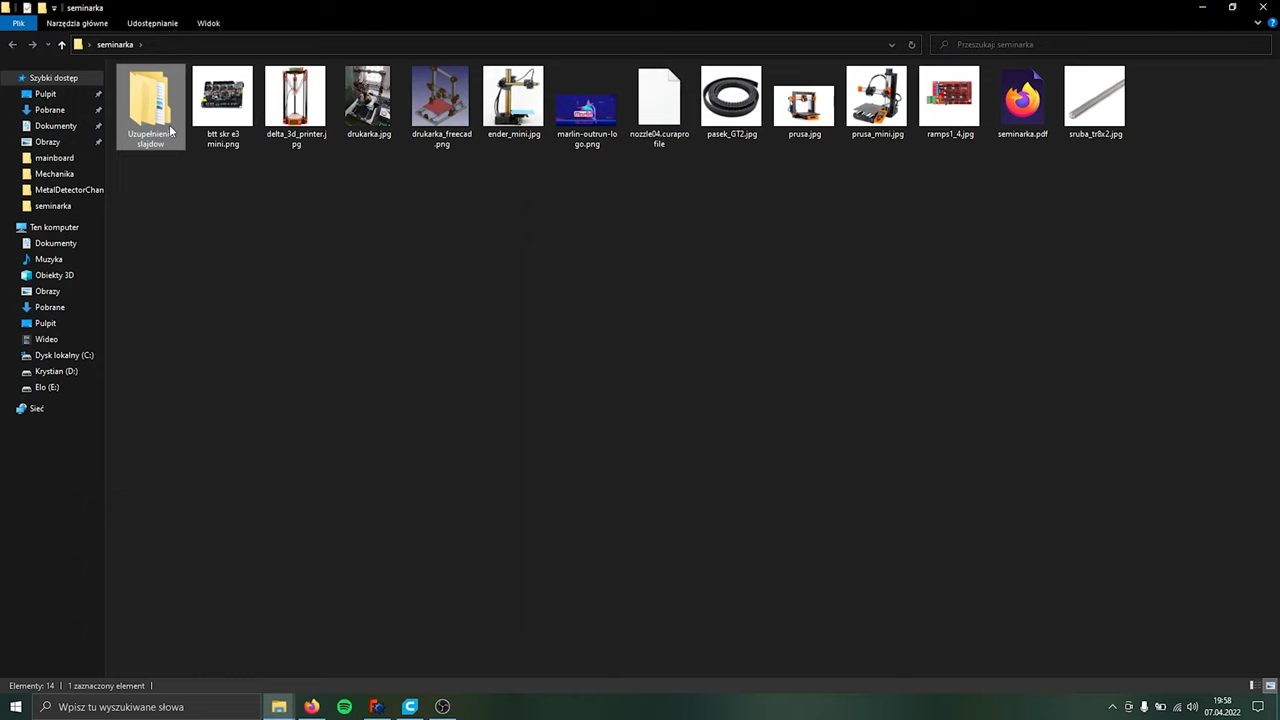 seminarka
Plik
Narzędzia główne
Udostępnianie
Widok
seminarka
Przeszukaj: seminarka
Szybki dostęp
Pulpit
Pobrane
Dokumenty
Obrazy
mainboard
Mechanika
MetalDetectorChan
seminarka
Ten komputer
Dokumenty
Muzyka
Obiekty 3D
Obrazy
Pobrane
Pulpit
Wideo
Dysk lokalny (C:)
Krystian (D:)
Elo (E:)
Sieć
Uzupełnieni
slajdow
btt skr e3
mini.png
delta_3d_printer.j
pg
drukarka.jpg
drukarka_freecad
.png
ender_mini.jpg
marlin-outrun-lo
go.png
nozzle04.curapro
file
pasek_GT2.jpg
prusa.jpg
prusa_mini.jpg
ramps1_4.jpg
seminarka.pdf
sruba_tr8x2.jpg
Elementy: 14
1 zaznaczony element
Wpisz tu wyszukiwane słowa
19:58
07.04.2022